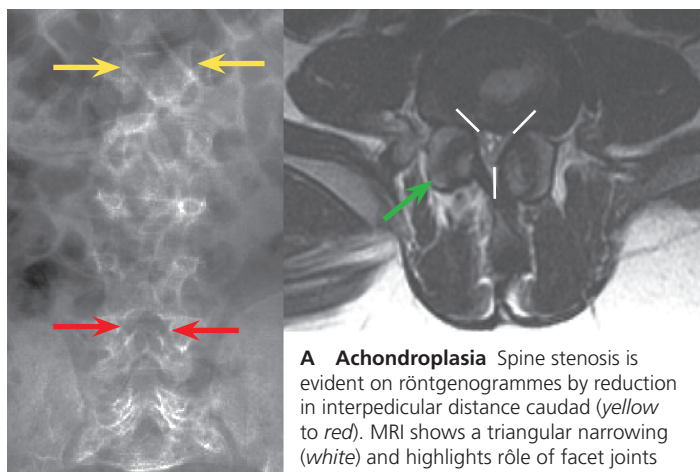 A Achondroplasia Spine stenosis is
evident on röntgenogrammes by reduction
in interpedicular distance caudad (yellow
to red). MRI shows a triangular narrowing
(white) and highlights rôle of facet joints